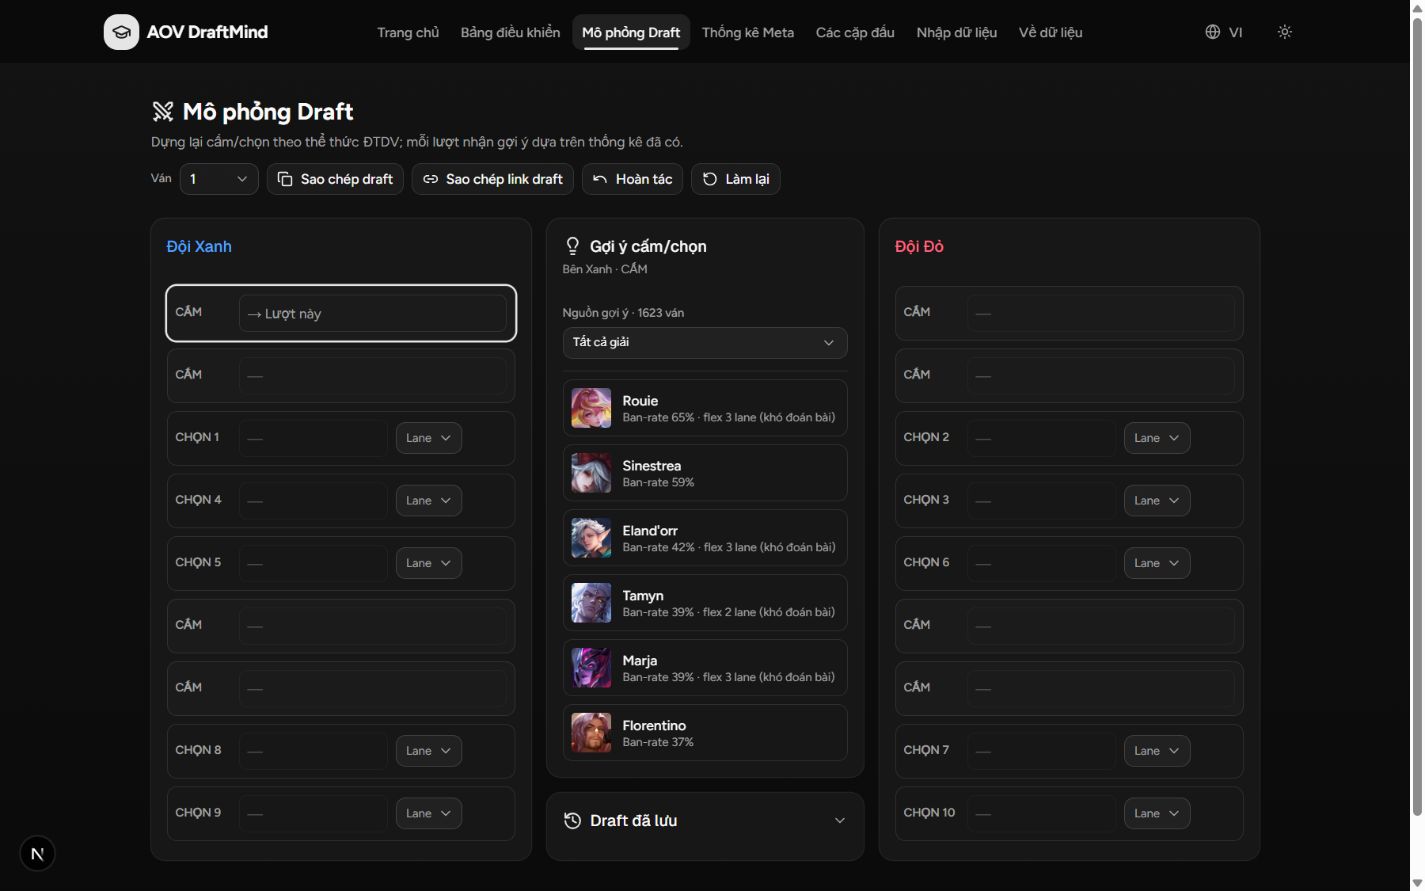 AOV DraftMind
Trang chủ
Bảng điều khiển
Mô phỏng Draft
Thống kê Meta
Các cặp đấu
Nhập dữ liệu
Về dữ liệu
VI
Mô phỏng Draft
Dựng lại cấm/chọn theo thể thức ĐTDV; mỗi lượt nhận gợi ý dựa trên thống kê đã có.
Ván
1
Sao chép draft
Sao chép link draft
Hoàn tác
Làm lại
Đội Xanh
CẤM
→ Lượt này
CẤM
—
CHỌN 1
—
Lane
CHỌN 4
—
Lane
CHỌN 5
—
Lane
CẤM
—
CẤM
—
CHỌN 8
—
Lane
CHỌN 9
—
Lane
Gợi ý cấm/chọn
Bên Xanh · CẤM
Nguồn gợi ý · 1623 ván
Tất cả giải
Rouie
Ban-rate 65% · flex 3 lane (khó đoán bài)
Sinestrea
Ban-rate 59%
Eland'orr
Ban-rate 42% · flex 3 lane (khó đoán bài)
Tamyn
Ban-rate 39% · flex 2 lane (khó đoán bài)
Marja
Ban-rate 39% · flex 3 lane (khó đoán bài)
Florentino
Ban-rate 37%
Draft đã lưu
Đội Đỏ
CẤM
—
CẤM
—
CHỌN 2
—
Lane
CHỌN 3
—
Lane
CHỌN 6
—
Lane
CẤM
—
CẤM
—
CHỌN 7
—
Lane
CHỌN 10
—
Lane
N